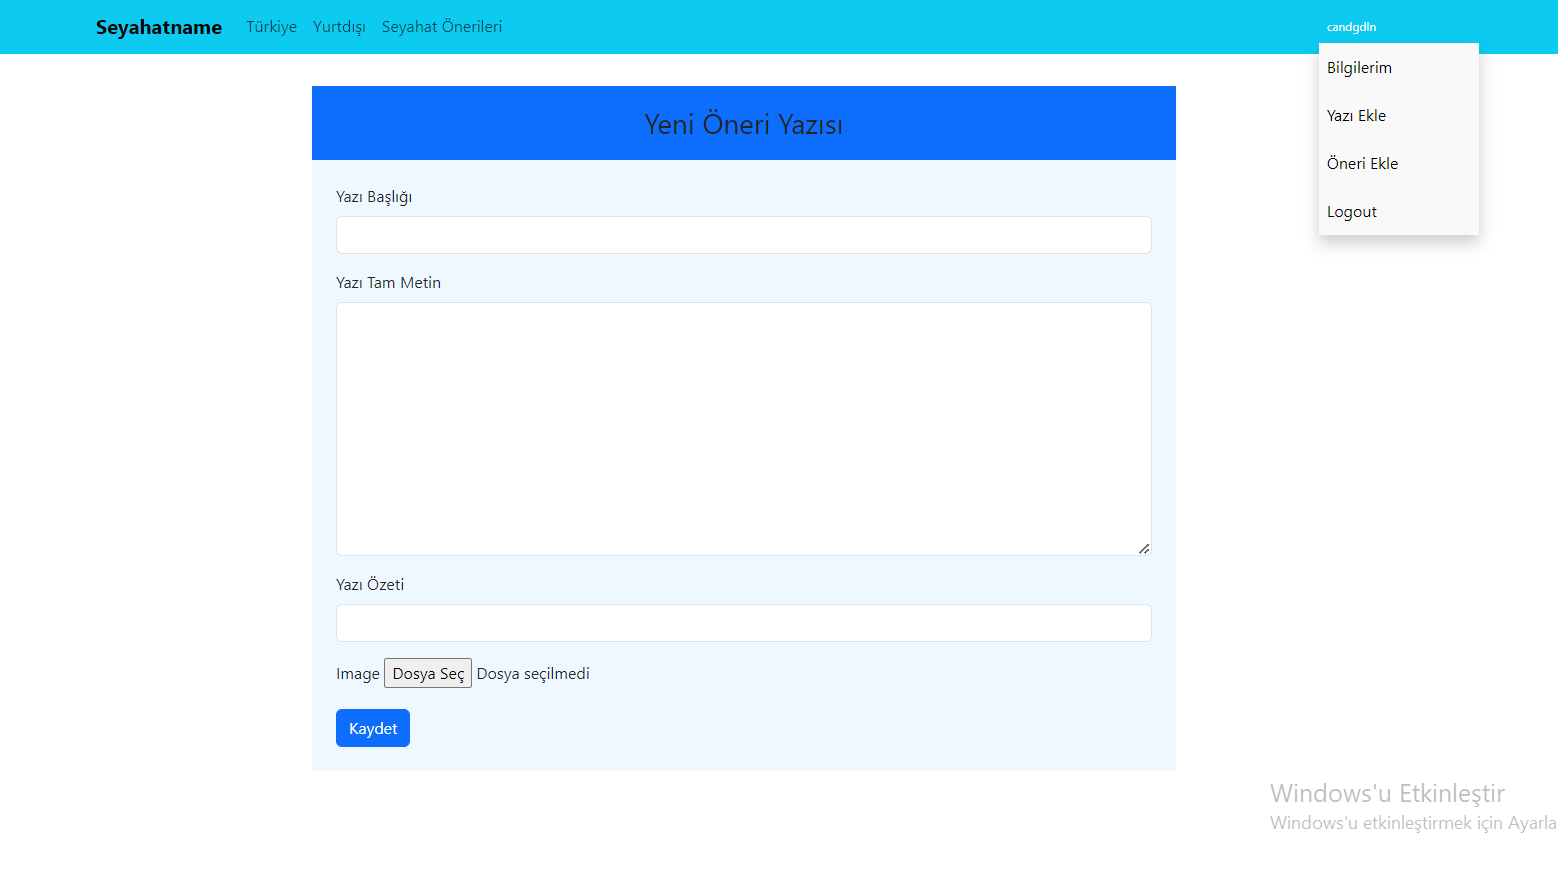 Seyahatname Türkiye Yurtdışı Seyahat Önerileri candgdln
Bilgilerim
Yazı Ekle
Öneri Ekle
Logout
Yeni Öneri Yazısı
Yazı Başlığı
Yazı Tam Metin
Yazı Özeti
Image Dosya Seç Dosya seçilmedi
Kaydet
Windows'u Etkinleştir
Windows'u etkinleştirmek için Ayarla